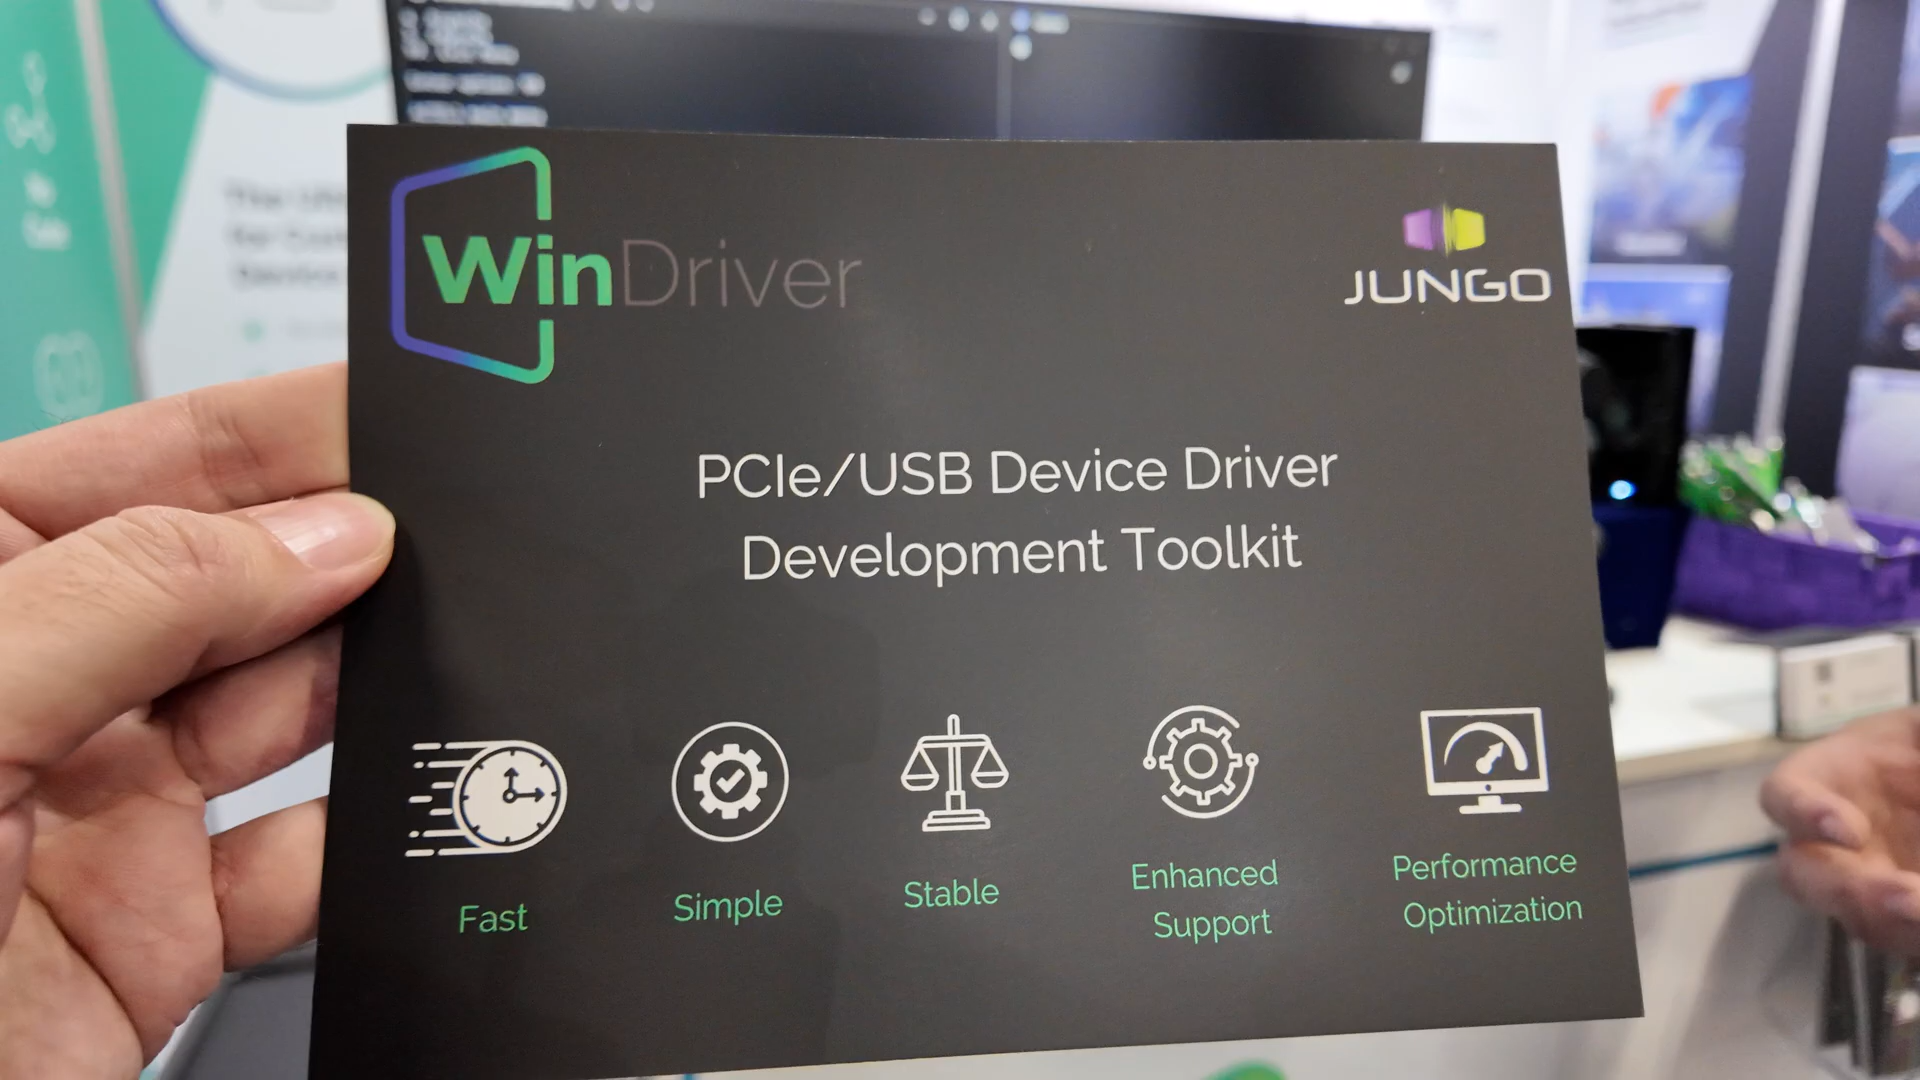 WinDriver
JUNGO
PCIe/USB Device Driver
Development Toolkit
Fast
Simple
Stable
Enhanced
Support
Performance
Optimization